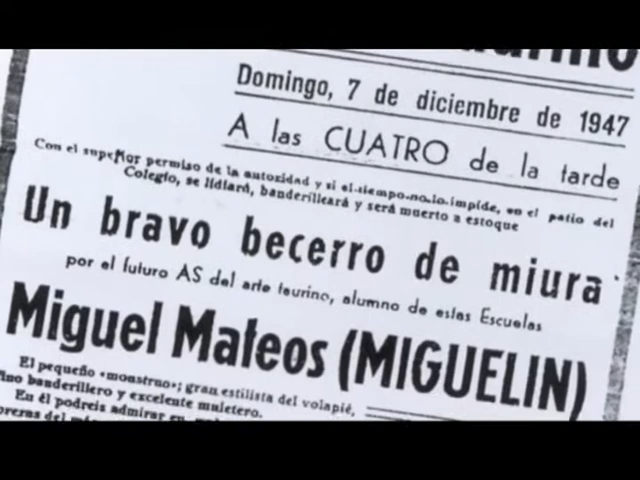 Domingo, 7 de diciembre de 1947
A las CUATRO de la tarde
Con el superior permiso de la autoridad y si el tiempo no lo impide, en el patio del
Colegio, se lidiará, banderilleará y será muerto a estoque
Un bravo becerro de miura
por el futuro AS del arte taurino, alumno de estas Escuelas
Miguel Mateos (MIGUELIN)
El pequeño «monstruo»; gran estilista del volapié,
fino banderillero y excelente muletero.
En él podreis admirar en